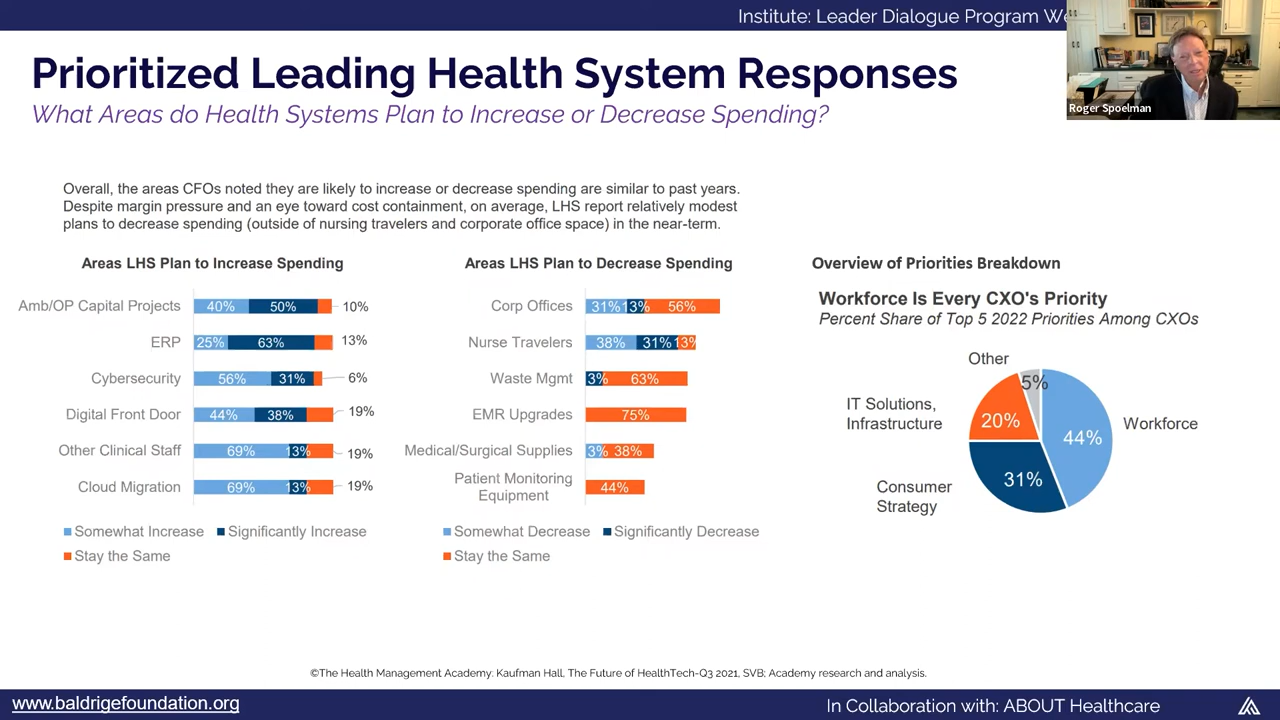 Institute: Leader Dialogue Program We
Roger Spoelman
Prioritized Leading Health System Responses
What Areas do Health Systems Plan to Increase or Decrease Spending?
Overall, the areas CFOs noted they are likely to increase or decrease spending are similar to past years.
Despite margin pressure and an eye toward cost containment, on average, LHS report relatively modest
plans to decrease spending (outside of nursing travelers and corporate office space) in the near-term.
Areas LHS Plan to Increase Spending
Amb/OP Capital Projects 40% 50% 10%
ERP 25% 63% 13%
Cybersecurity 56% 31% 6%
Digital Front Door 44% 38% 19%
Other Clinical Staff 69% 13% 19%
Cloud Migration 69% 13% 19%
Somewhat Increase Significantly Increase
Stay the Same
Areas LHS Plan to Decrease Spending
Corp Offices 31% 13% 56%
Nurse Travelers 38% 31% 13%
Waste Mgmt 3% 63%
EMR Upgrades 75%
Medical/Surgical Supplies 3% 38%
Patient Monitoring
Equipment 44%
Somewhat Decrease Significantly Decrease
Stay the Same
Overview of Priorities Breakdown
Workforce Is Every CXO's Priority
Percent Share of Top 5 2022 Priorities Among CXOs
Other
5%
IT Solutions,
Infrastructure
20%
44%
Workforce
Consumer
Strategy
31%
©The Health Management Academy: Kaufman Hall, The Future of HealthTech-Q3 2021, SVB; Academy research and analysis.
www.baldrigefoundation.org
In Collaboration with: ABOUT Healthcare